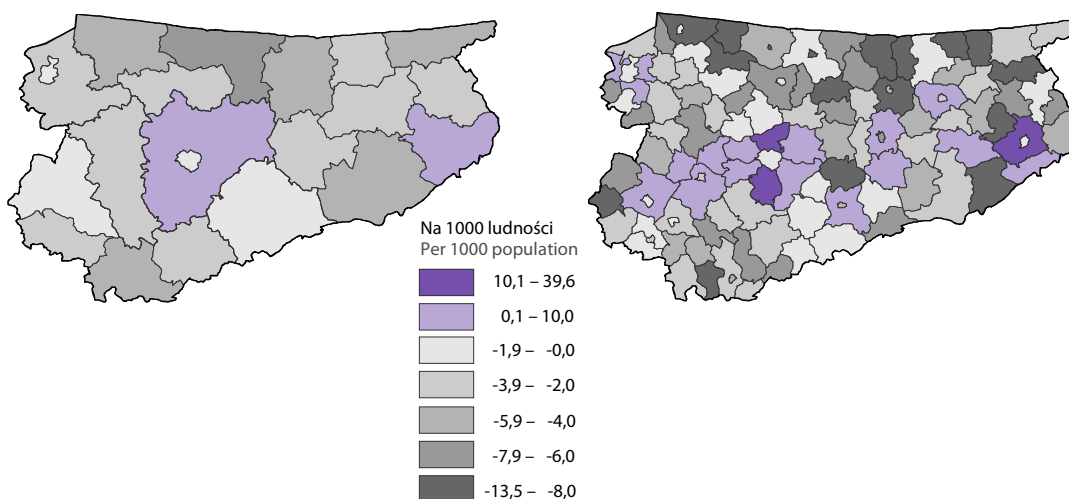 Na 1000 ludności
Per 1000 population
10,1 – 39,6
0,1 – 10,0
-1,9 – -0,0
-3,9 – -2,0
-5,9 – -4,0
-7,9 – -6,0
-13,5 – -8,0